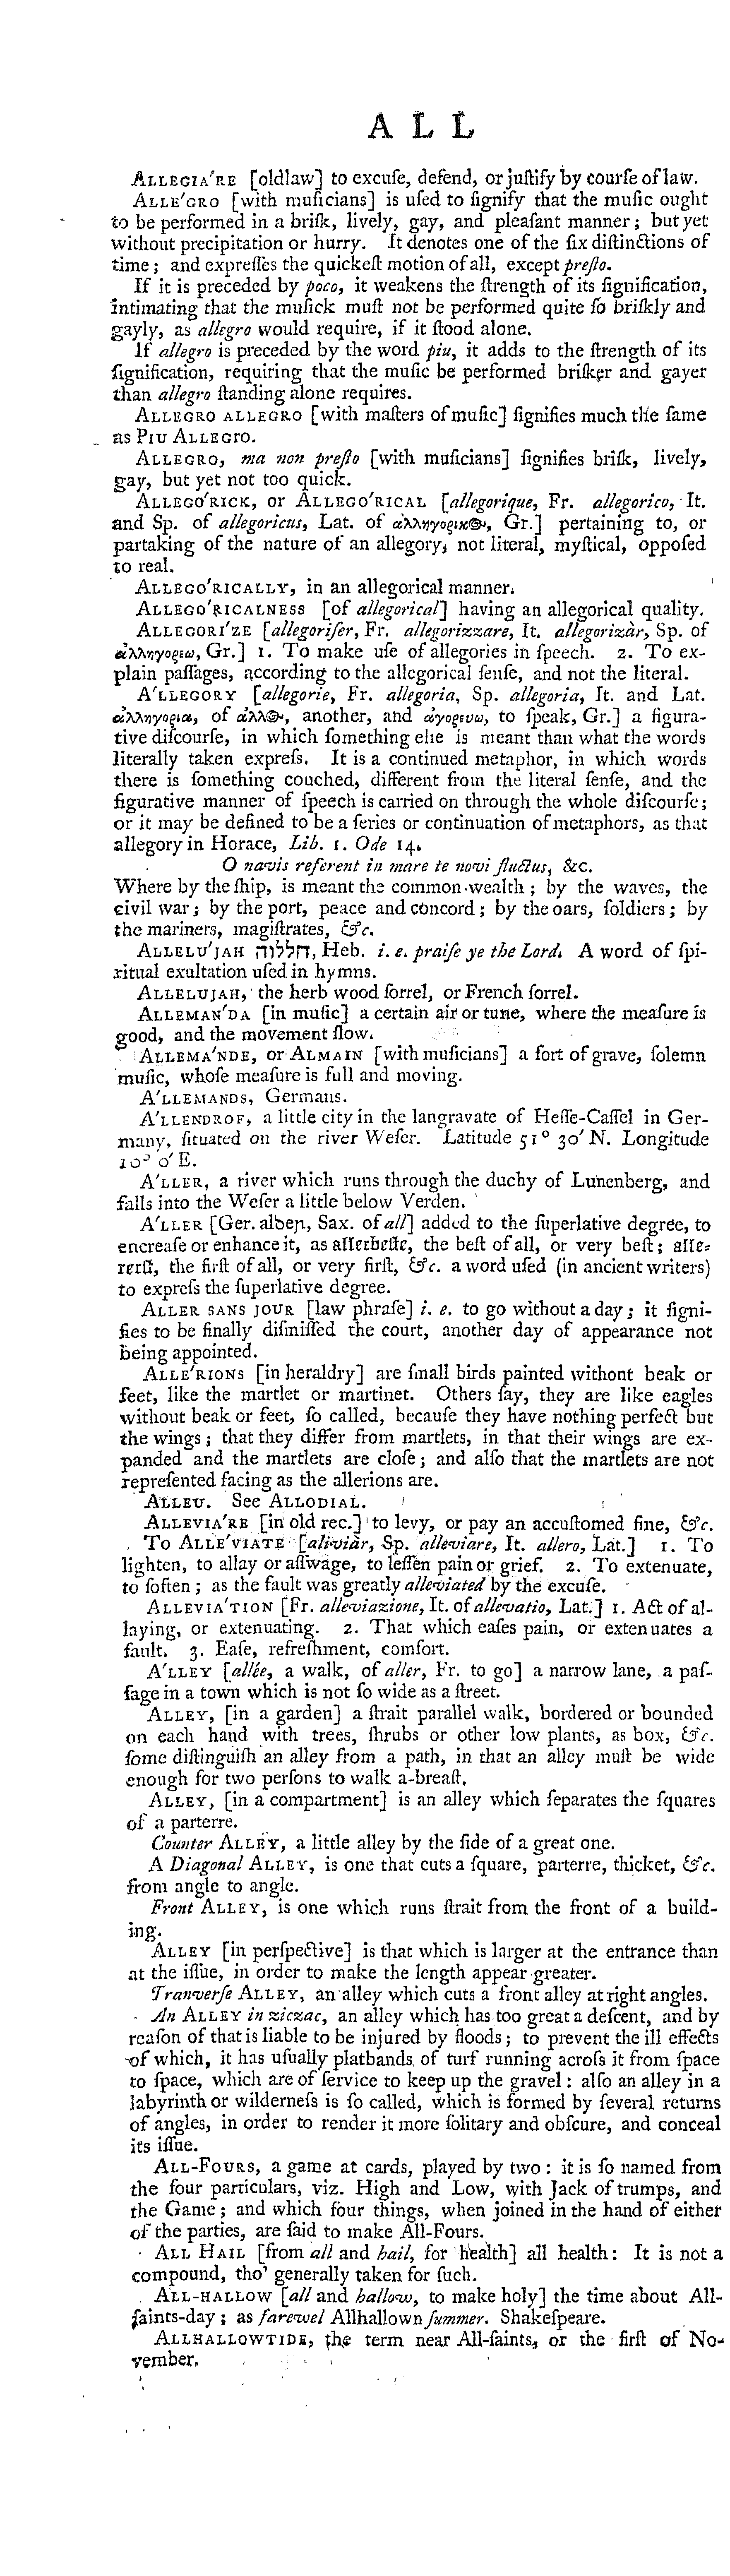 A L L
ALLEGIA′RE [oldlaw] to excuſe, defend, or juſtify by courſe of law.
ALLE′GRO [with muſicians] is uſed to ſignify that the muſic ought
to be performed in a briſk, lively, gay, and pleaſant manner; but yet
without precipitation or hurry. It denotes one of the ſix diſtinctions of
time; and expreſſes the quickeſt motion of all, except preſto.
If it is preceded by poco, it weakens the ſtrength of its ſignification,
intimating that the muſick muſt not be performed quite ſo briſkly and
gayly, as allegro would require, if it ſtood alone.
If allegro is preceded by the word piu, it adds to the ſtrength of its
ſignification, requiring that the muſic be performed briſker and gayer
than allegro ſtanding alone requires.
ALLEGRO ALLEGRO [with maſters of muſic] ſignifies much the ſame
as PIU ALLEGRO.
ALLEGRO, ma non preſto [with muſicians] ſignifies briſk, lively,
gay, but yet not too quick.
ALLEGO′RICK, or ALLEGO′RICAL [allegorique, Fr. allegorico, It.
and Sp. of allegoricus, Lat. of αλληγορικος, Gr.] pertaining to, or
partaking of the nature of an allegory, not literal, myſtical, oppoſed
to real.
ALLEGO′RICALLY, in an allegorical manner.
ALLEGO′RICALNESS [of allegorical] having an allegorical quality.
ALLEGORI′ZE [allegoriſer, Fr. allegorizzare, It. allegorizàr, Sp. of
ἀλληγορεω, Gr.] 1. To make uſe of allegories in ſpeech. 2. To ex-
plain paſſages, according to the allegorical ſenſe, and not the literal.
A′LLEGORY [allegorie, Fr. allegoria, Sp. allegoria, It. and Lat.
ἀλληγορια, of ἀλλος, another, and ἀγορευω, to ſpeak, Gr.] a figura-
tive diſcourſe, in which ſomething elſe is meant than what the words
literally taken expreſs. It is a continued metaphor, in which words
there is ſomething couched, different from the literal ſenſe, and the
figurative manner of ſpeech is carried on through the whole diſcourſe;
or it may be defined to be a ſeries or continuation of metaphors, as that
allegory in Horace, Lib. 1. Ode 14.
O navis referent in mare te novi fluctus, &c.
Where by the ſhip, is meant the common-wealth; by the waves, the
civil war; by the port, peace and concord; by the oars, ſoldiers; by
the mariners, magiſtrates, &c.
ALLELU′JAH הללויה, Heb. i. e. praiſe ye the Lord. A word of ſpi-
ritual exultation uſed in hymns.
ALLELUJAH, the herb wood ſorrel, or French ſorrel.
ALLEMAN′DA [in muſic] a certain air or tune, where the meaſure is
good, and the movement ſlow.
ALLEMA′NDE, or ALMAIN [with muſicians] a ſort of grave, ſolemn
muſic, whoſe meaſure is full and moving.
A′LLEMANDS, Germans.
A′LLENDROF, a little city in the langravate of Heſſe-Caſſel in Ger-
many, ſituated on the river Weſer. Latitude 51° 30′ N. Longitude
10° 0′ E.
A′LLER, a river which runs through the duchy of Lunenberg, and
falls into the Weſer a little below Verden.
A′LLER [Ger. alben, Sax. of all] added to the ſuperlative degree, to
encreaſe or enhance it, as allerbeſte, the beſt of all, or very beſt; alle-
rerſt, the firſt of all, or very firſt, &c. a word uſed (in ancient writers)
to expreſs the ſuperlative degree.
ALLER SANS JOUR [law phraſe] i. e. to go without a day; it ſigni-
fies to be finally diſmiſſed the court, another day of appearance not
being appointed.
ALLE′RIONS [in heraldry] are ſmall birds painted withont beak or
feet, like the martlet or martinet. Others ſay, they are like eagles
without beak or feet, ſo called, becauſe they have nothing perfect but
the wings; that they differ from martlets, in that their wings are ex-
panded and the martlets are cloſe; and alſo that the martlets are not
repreſented facing as the allerions are.
ALLEU. See ALLODIAL.
ALLEVIA′RE [in old rec.] to levy, or pay an accuſtomed fine, &c.
To ALLE′VIATE [aliviàr, Sp. alleviare, It. allero, Lat.] 1. To
lighten, to allay or aſſwage, to leſſen pain or grief. 2. To extenuate,
to ſoften; as the fault was greatly alleviated by the excuſe.
ALLEVIA′TION [Fr. alleviazione, It. of allevatio, Lat.] 1. Act of al-
laying, or extenuating. 2. That which eaſes pain, or extenuates a
fault. 3. Eaſe, refreſhment, comfort.
A′LLEY [allée, a walk, of aller, Fr. to go] a narrow lane, a paſ-
ſage in a town which is not ſo wide as a ſtreet.
ALLEY, [in a garden] a ſtrait parallel walk, bordered or bounded
on each hand with trees, ſhrubs or other low plants, as box, &c.
ſome diſtinguiſh an alley from a path, in that an alley muſt be wide
enough for two perſons to walk a-breaſt.
ALLEY, [in a compartment] is an alley which ſeparates the ſquares
of a parterre.
Counter ALLEY, a little alley by the ſide of a great one.
A Diagonal ALLEY, is one that cuts a ſquare, parterre, thicket, &c.
from angle to angle.
Front ALLEY, is one which runs ſtrait from the front of a build-
ing.
ALLEY [in perſpective] is that which is larger at the entrance than
at the iſſue, in order to make the length appear greater.
Tranverſe ALLEY, an alley which cuts a front alley at right angles.
An ALLEY in ziczac, an alley which has too great a deſcent, and by
reaſon of that is liable to be injured by floods; to prevent the ill effects
of which, it has uſually platbands of turf running acroſs it from ſpace
to ſpace, which are of ſervice to keep up the gravel: alſo an alley in a
labyrinth or wilderneſs is ſo called, which is formed by ſeveral returns
of angles, in order to render it more ſolitary and obſcure, and conceal
its iſſue.
ALL-FOURS, a game at cards, played by two: it is ſo named from
the four particulars, viz. High and Low, with Jack of trumps, and
the Game; and which four things, when joined in the hand of either
of the parties, are ſaid to make All-Fours.
ALL HAIL [from all and hail, for health] all health: It is not a
compound, tho' generally taken for ſuch.
ALL-HALLOW [all and hallow, to make holy] the time about All-
ſaints-day; as farewel Allhallown ſummer. Shakeſpeare.
ALLHALLOWTIDE, the term near All-ſaints, or the firſt of No-
vember.